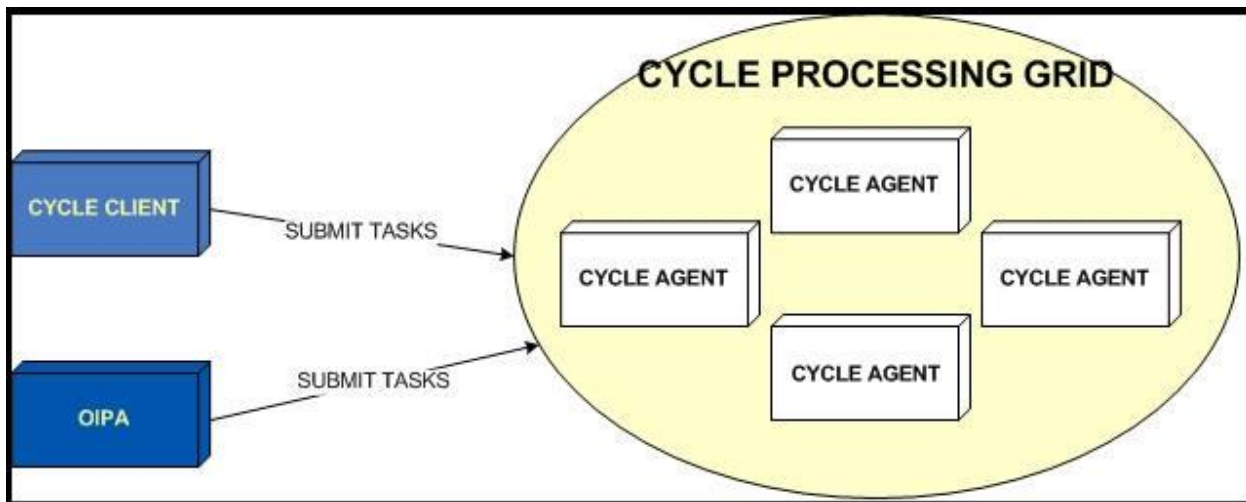 CYCLE PROCESSING GRID
CYCLE CLIENT
SUBMIT TASKS
OIPA
SUBMIT TASKS
CYCLE AGENT
CYCLE AGENT
CYCLE AGENT
CYCLE AGENT